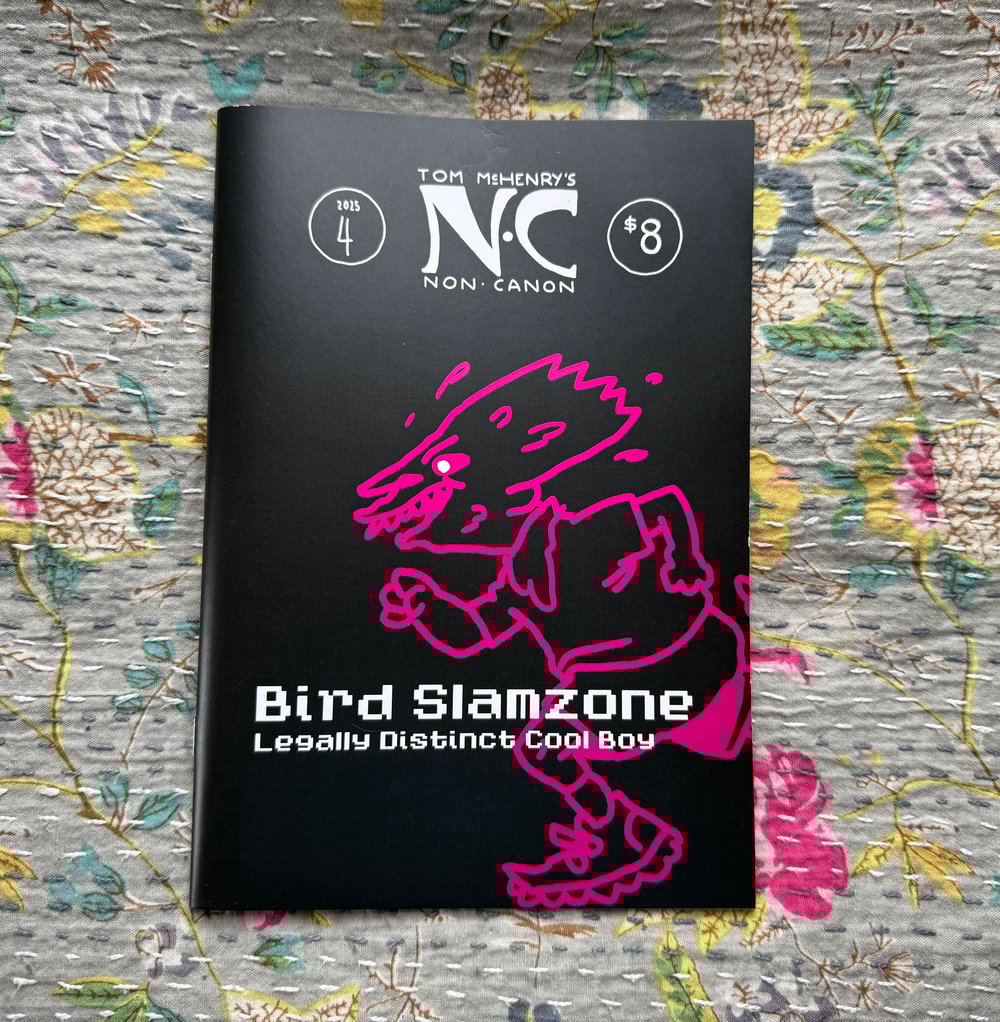 TOM McHENRY'S
2025
4
N·C
$8
NON·CANON
Bird Slamzone
Legally Distinct Cool Boy